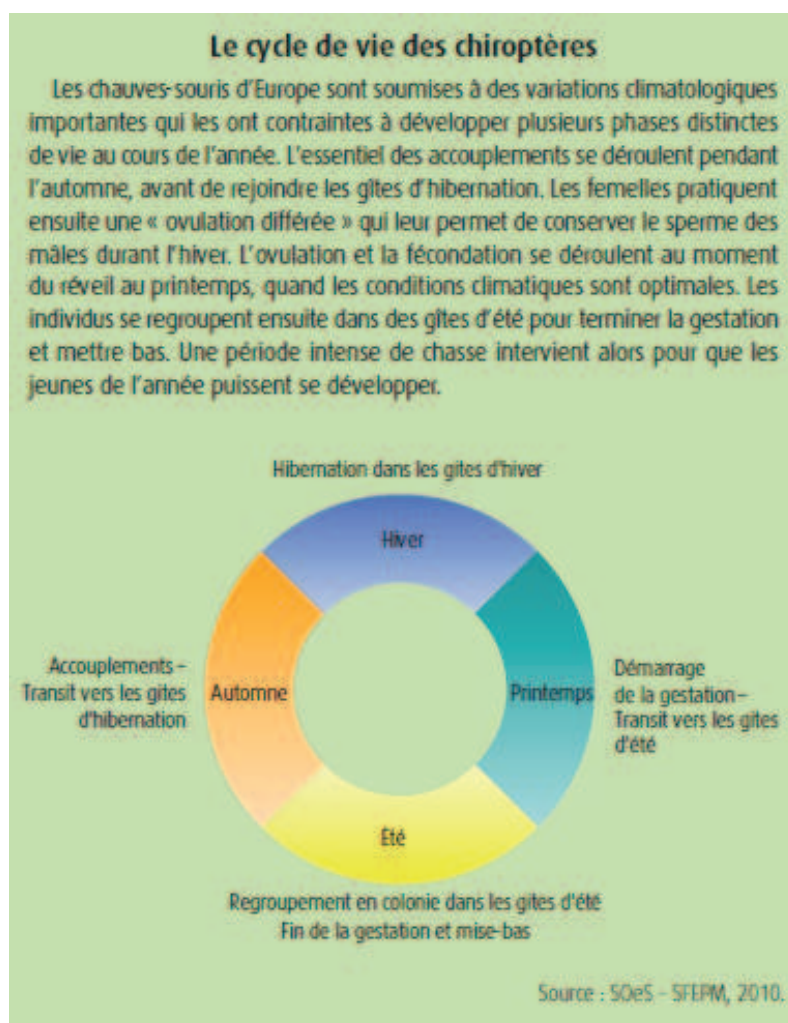 Le cycle de vie des chiroptères
Les chauves-souris d'Europe sont soumises à des variations climatologiques
importantes qui les ont contraintes à développer plusieurs phases distinctes
de vie au cours de l'année. L'essentiel des accouplements se déroulent pendant
l'automne, avant de rejoindre les gîtes d'hibernation. Les femelles pratiquent
ensuite une « ovulation différée » qui leur permet de conserver le sperme des
mâles durant l'hiver. L'ovulation et la fécondation se déroulent au moment
du réveil au printemps, quand les conditions climatiques sont optimales. Les
individus se regroupent ensuite dans des gîtes d'été pour terminer la gestation
et mettre bas. Une période intense de chasse intervient alors pour que les
jeunes de l'année puissent se développer.
Hibernation dans les gites d'hiver
Hiver
Accouplements –
Transit vers les gites
d'hibernation
Automne
Printemps
Démarrage
de la gestation –
Transit vers les gites
d'été
Été
Regroupement en colonie dans les gites d'été
Fin de la gestation et mise-bas
Source : SOeS - SFEPM, 2010.